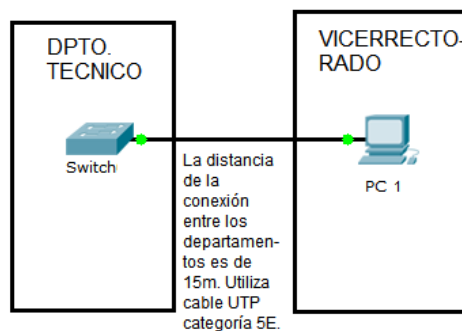 DPTO.
TECNICO
VICERRECTO-
RADO
Switch
PC 1
La distancia
de la
conexión
entre los
departamen-
tos es de
15m. Utiliza
cable UTP
categoría 5E.